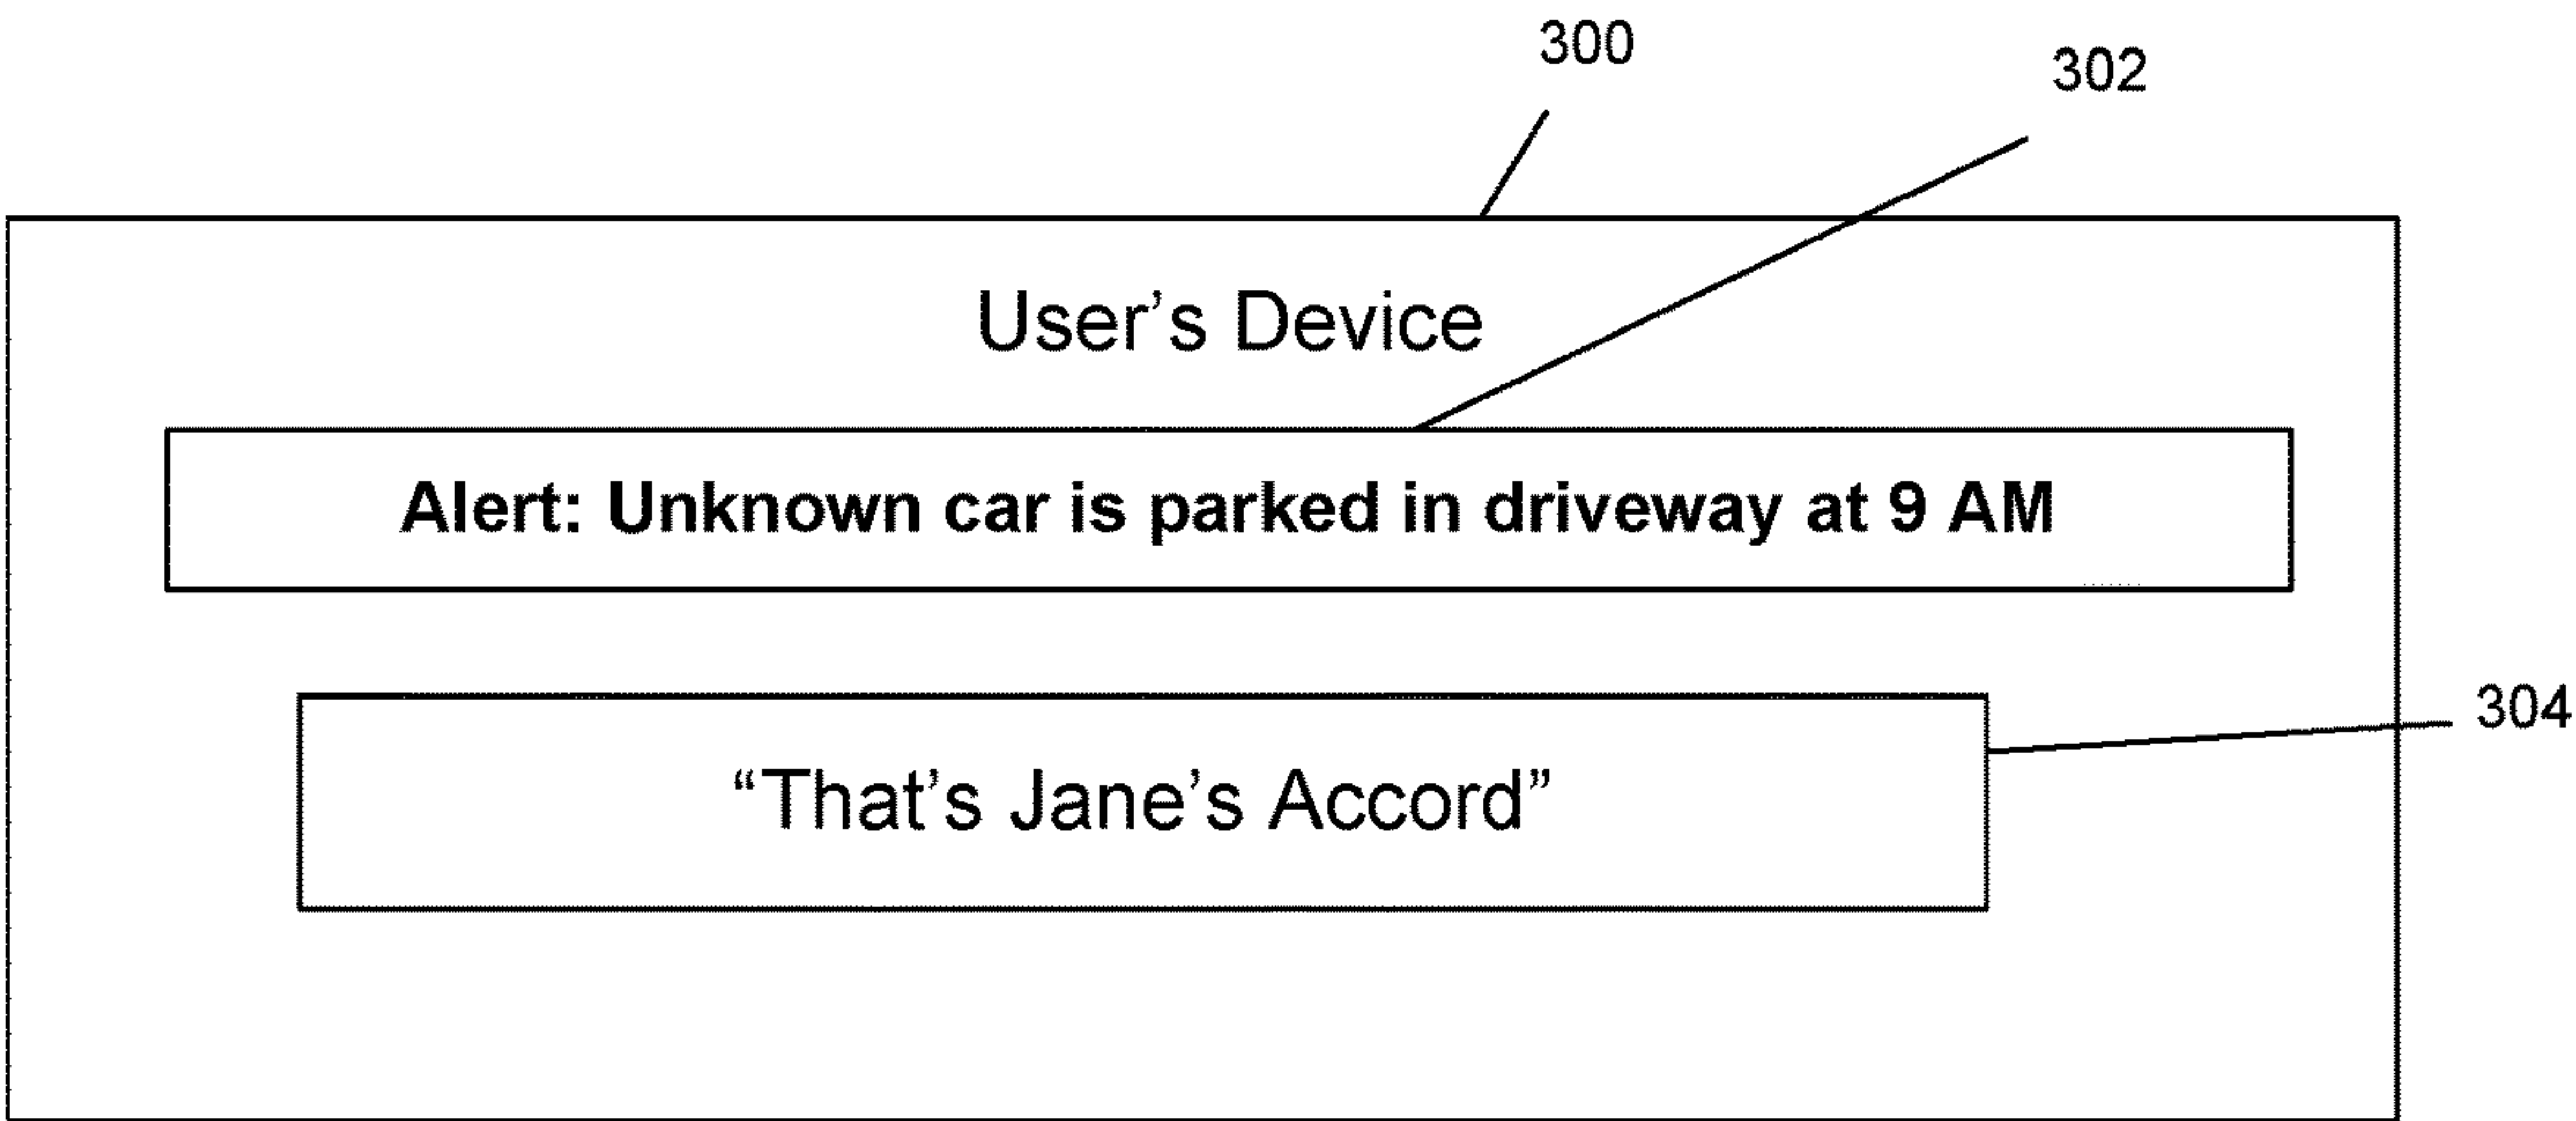 300
302
User’s Device
Alert: Unknown car is parked in driveway at 9 AM
304
“That’s Jane’s Accord”